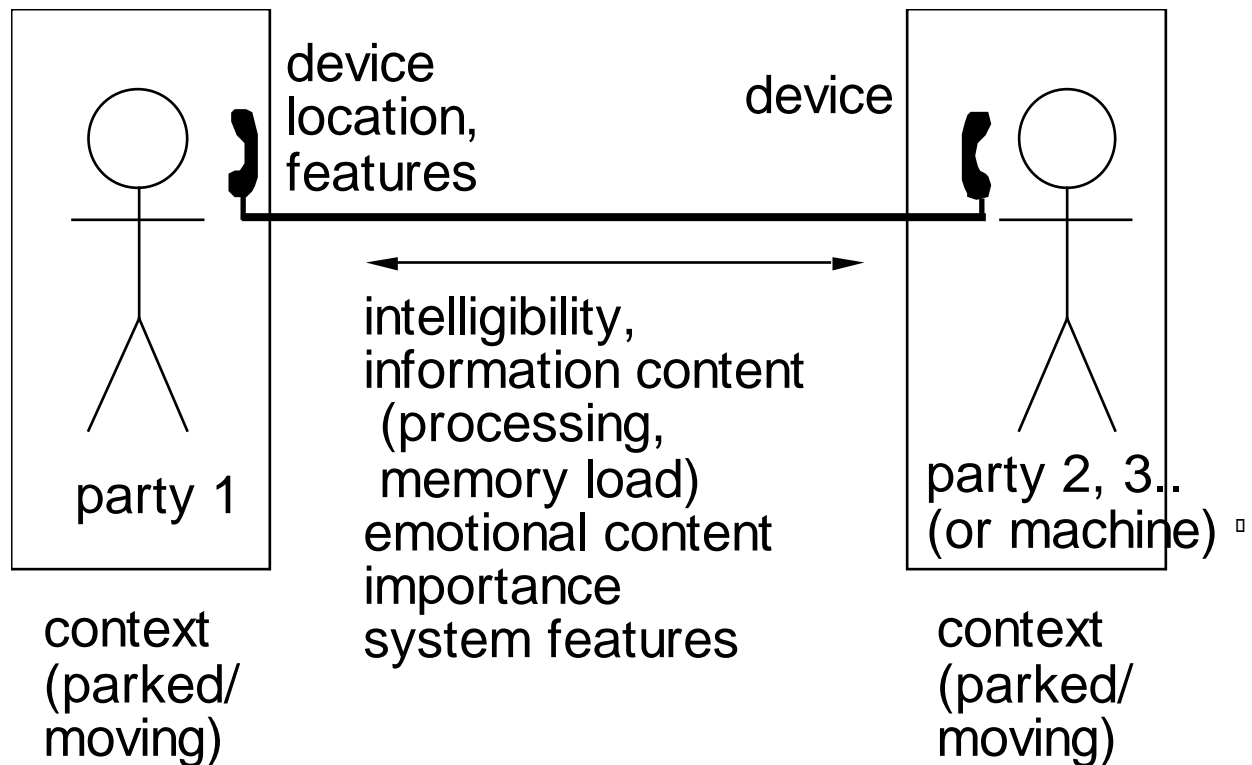 device
location,
features
device
intelligibility,
information content
(processing,
memory load)
emotional content
importance
system features
party 1
party 2, 3..
(or machine)
context
(parked/
moving)
context
(parked/
moving)